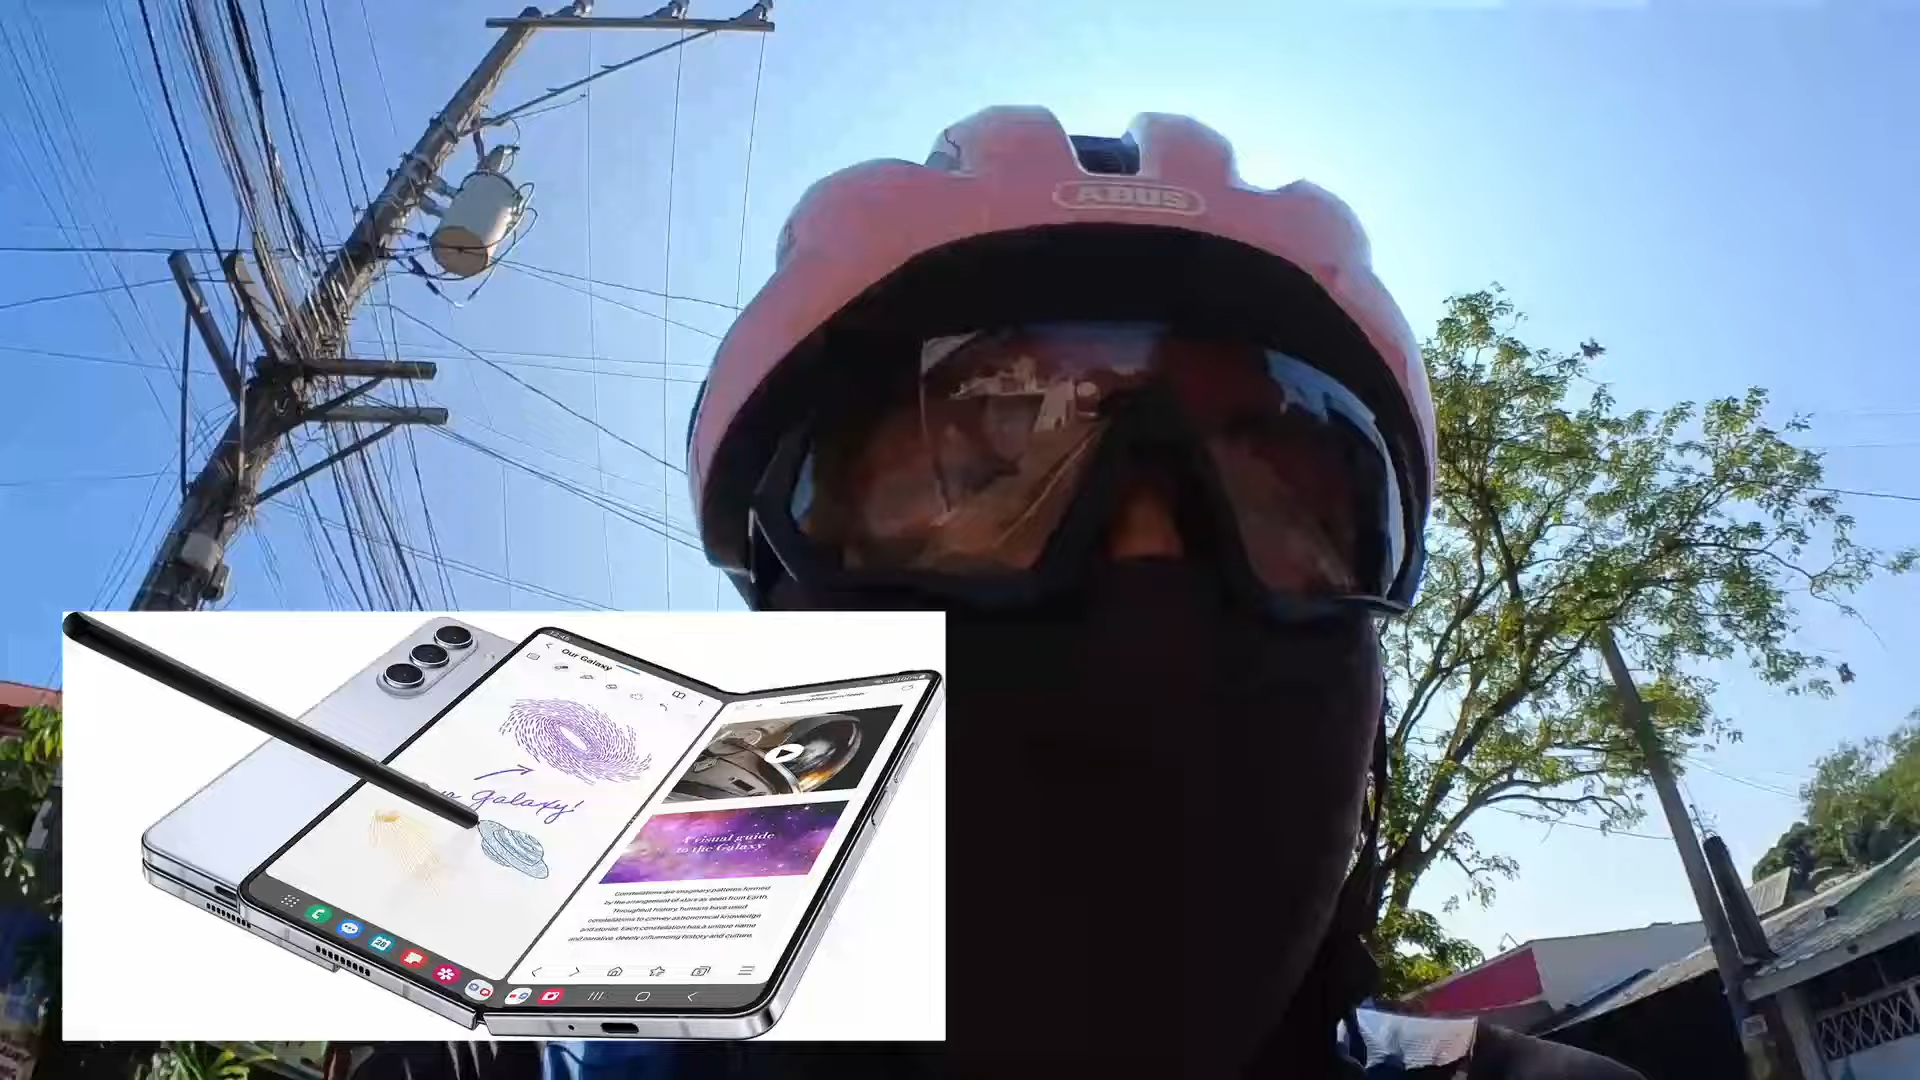 ABUS
12:45
Our Galaxy
Galaxy!
A visual guide
to the Galaxy
Constellations are imaginary patterns formed
by the arrangement of stars as seen from Earth.
Throughout history, humans have used
constellations to convey astronomical knowledge
and stories. Each constellation has a unique name
and narrative, deeply influencing history and culture.